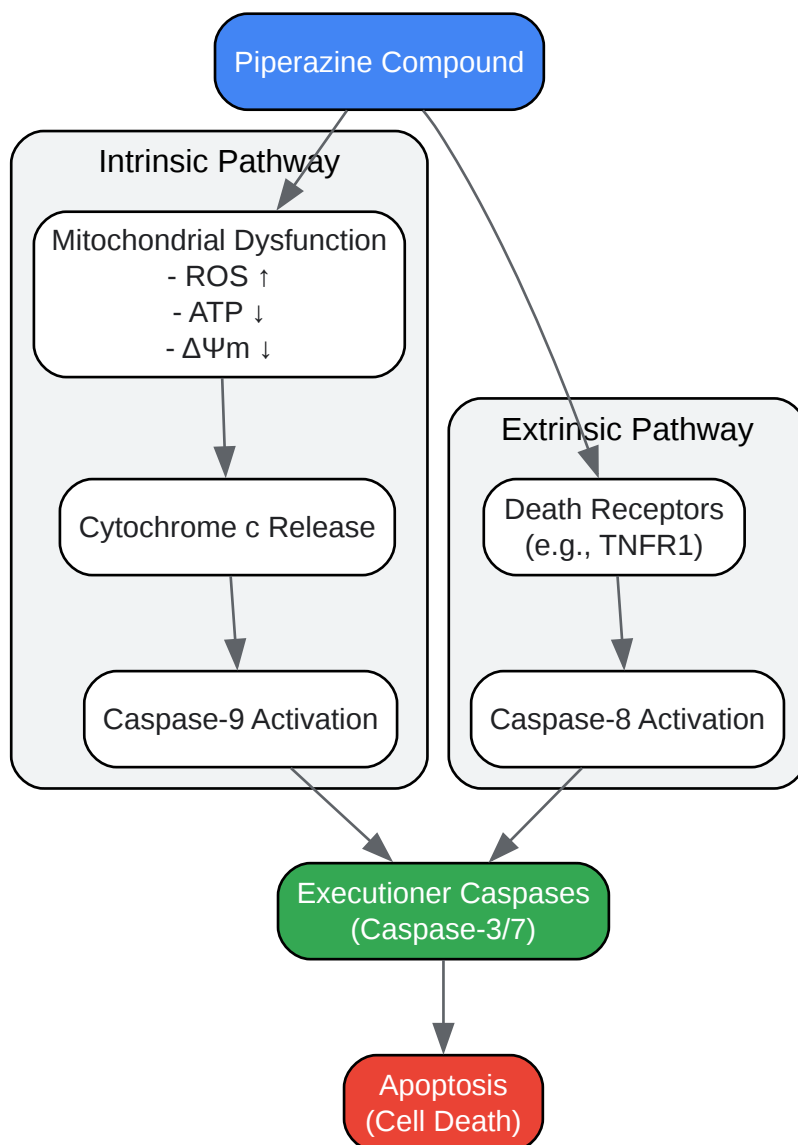 Piperazine Compound
Intrinsic Pathway
Mitochondrial Dysfunction
- ROS ↑
- ATP ↓
- ΔΨm ↓
Cytochrome c Release
Caspase-9 Activation
Extrinsic Pathway
Death Receptors
(e.g., TNFR1)
Caspase-8 Activation
Executioner Caspases
(Caspase-3/7)
Apoptosis
(Cell Death)